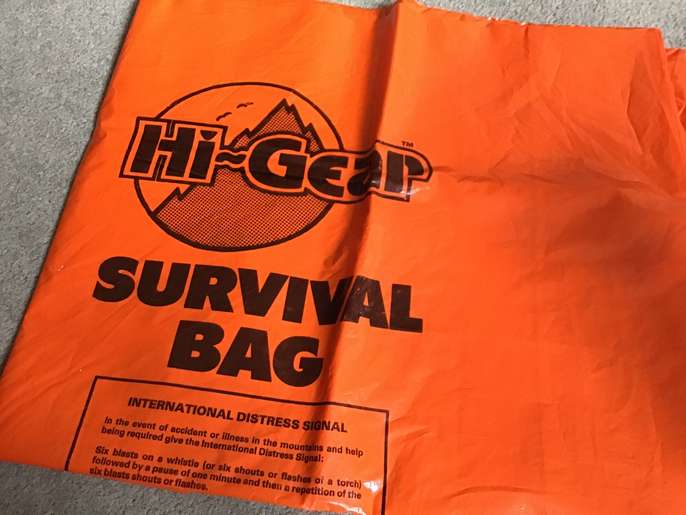 Hi-Gear™
SURVIVAL
BAG
INTERNATIONAL DISTRESS SIGNAL
In the event of accident or illness in the mountains and help
being required give the International Distress Signal:
Six blasts on a whistle (or six shouts or flashes of a torch)
followed by a pause of one minute and then a repetition of the
six blasts shouts or flashes.